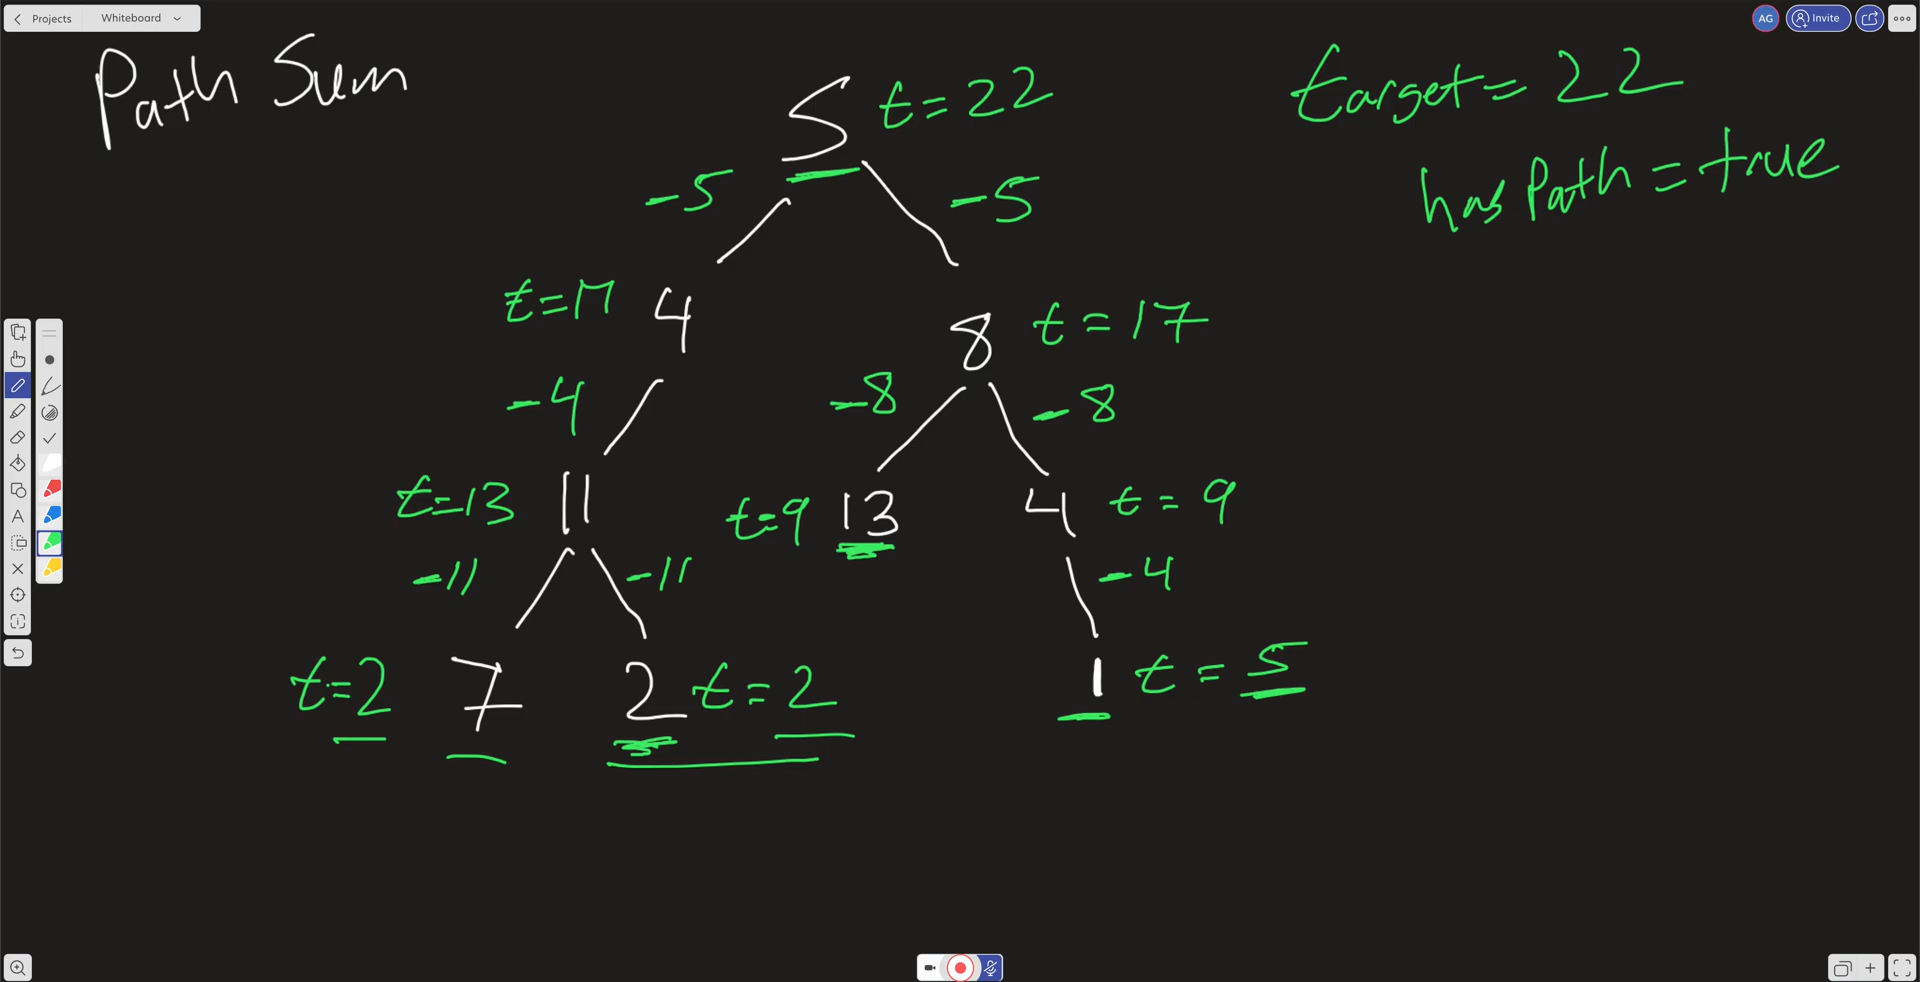 Projects Whiteboard
AG Invite
Path Sum
target = 22
hasPath = true
5 t = 22
-5 -5
t = 17 4 8 t = 17
-4 -8 -8
t = 13 11 t = 9 13 4 t = 9
-11 -11 -4
t = 2 7 2 t = 2 1 t = 5
A